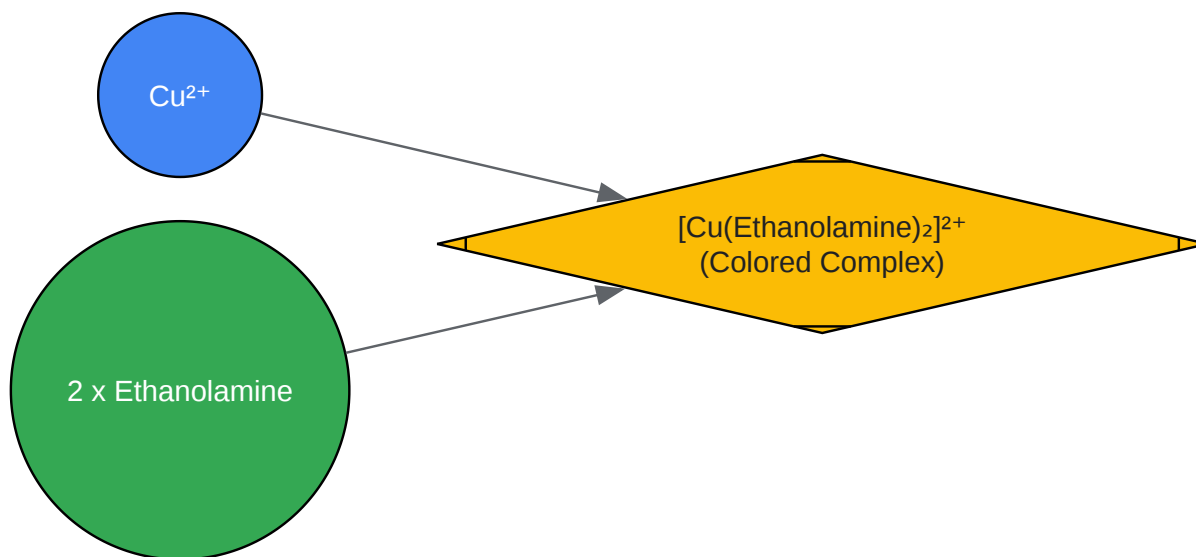 Cu²⁺
[Cu(Ethanolamine)₂]²⁺
(Colored Complex)
2 x Ethanolamine